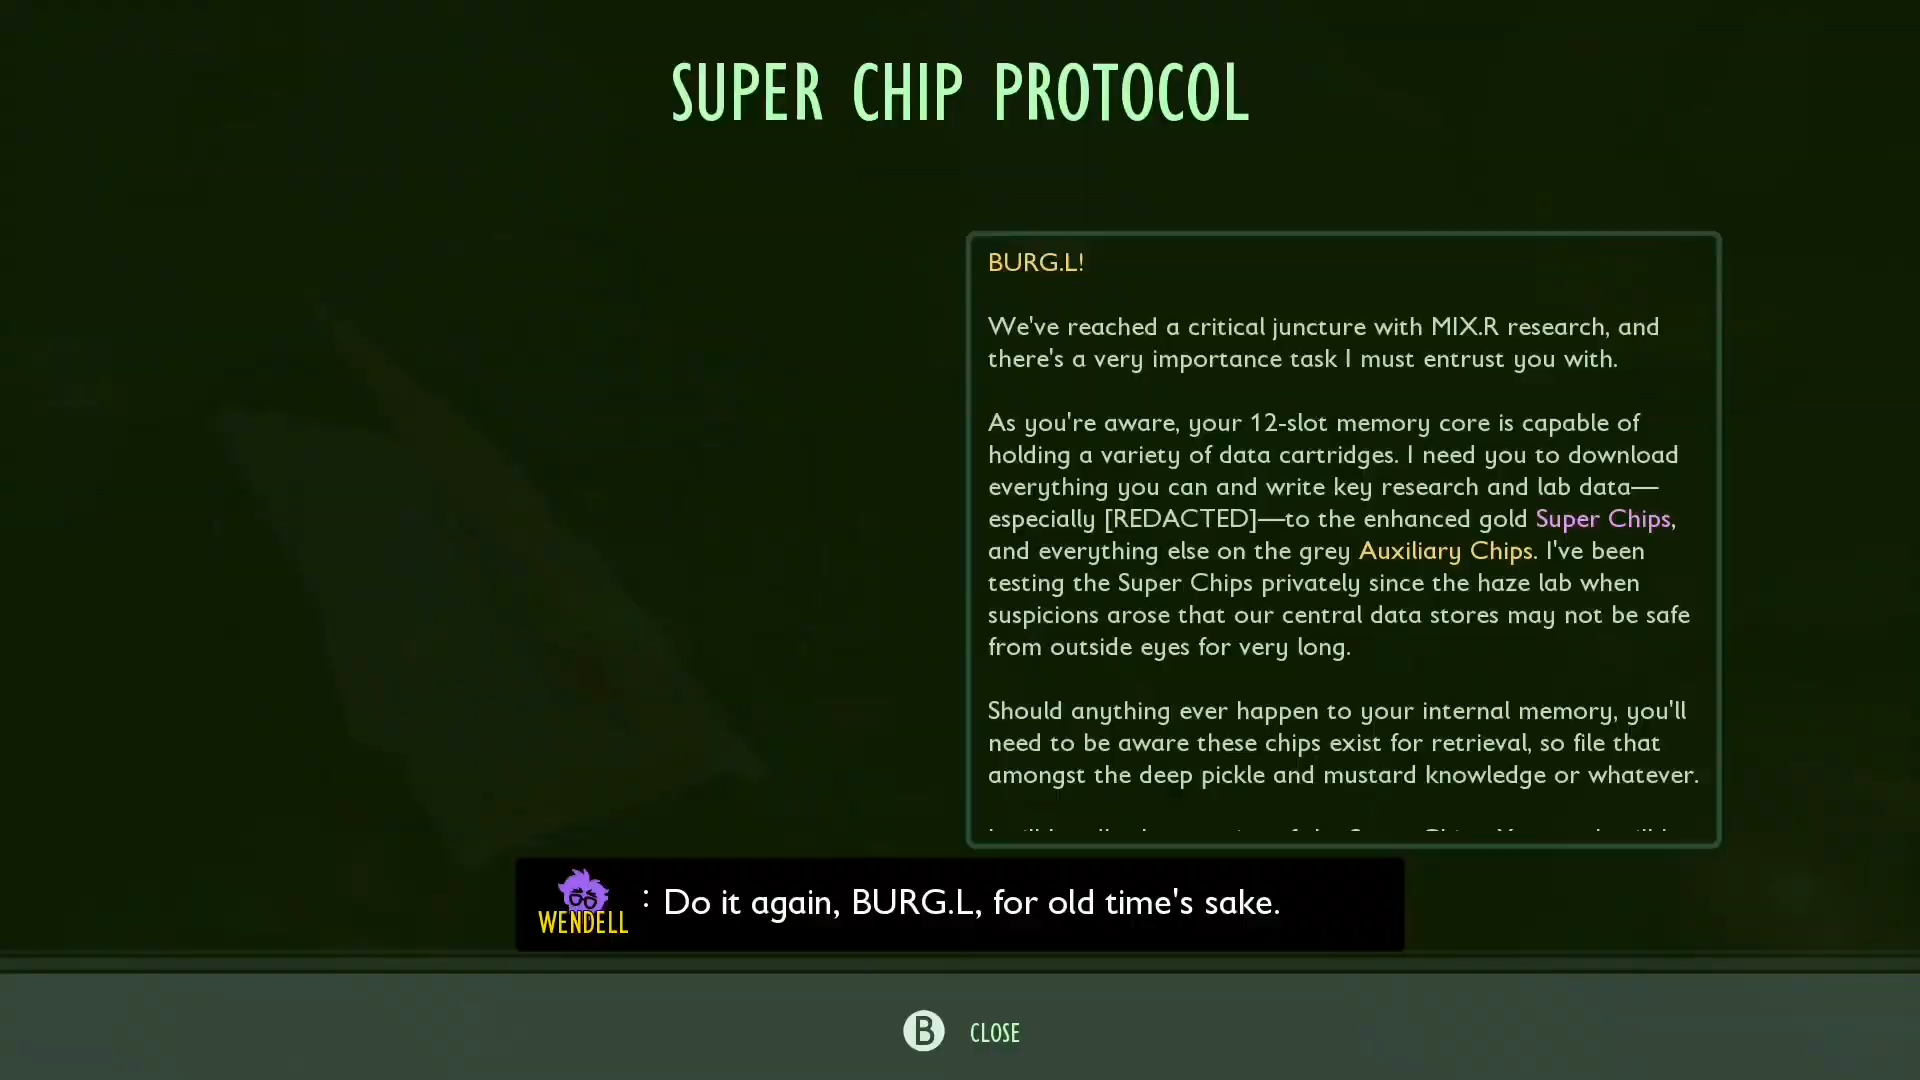 SUPER CHIP PROTOCOL
BURG.L!
We've reached a critical juncture with MIX.R research, and
there's a very importance task I must entrust you with.
As you're aware, your 12-slot memory core is capable of
holding a variety of data cartridges. I need you to download
everything you can and write key research and lab data—
especially [REDACTED]—to the enhanced gold Super Chips,
and everything else on the grey Auxiliary Chips. I've been
testing the Super Chips privately since the haze lab when
suspicions arose that our central data stores may not be safe
from outside eyes for very long.
Should anything ever happen to your internal memory, you'll
need to be aware these chips exist for retrieval, so file that
amongst the deep pickle and mustard knowledge or whatever.
WENDELL : Do it again, BURG.L, for old time's sake.
B CLOSE